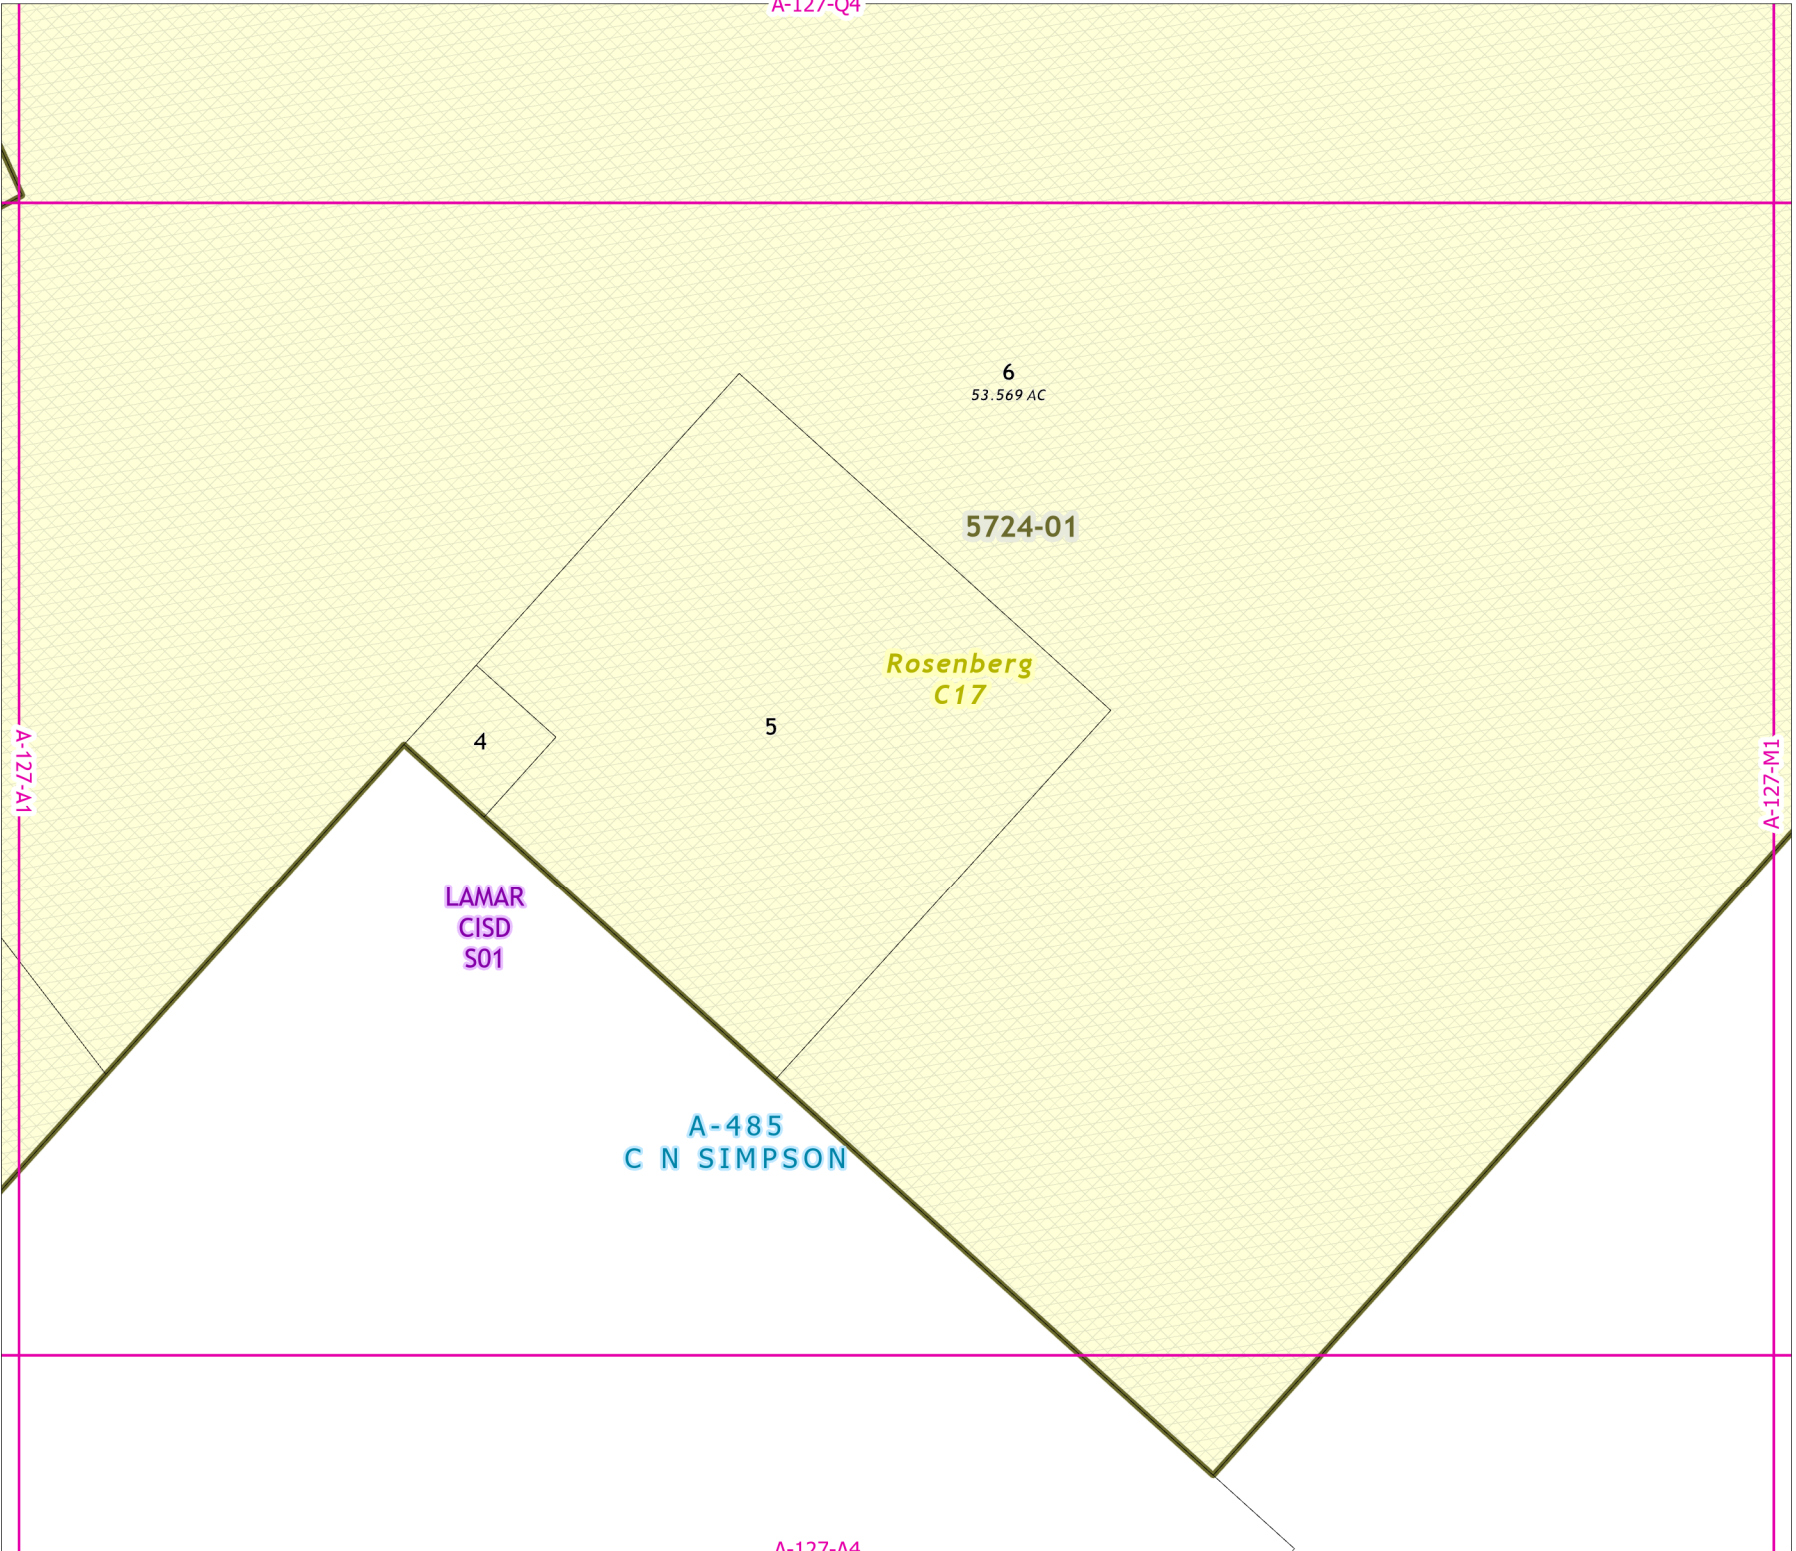 A-127-Q4
6
53.569 AC
5724-01
Rosenberg
C17
5
4
A-127-A1
A-127-M1
LAMAR
CISD
S01
A-485
C N SIMPSON
A-127-A4